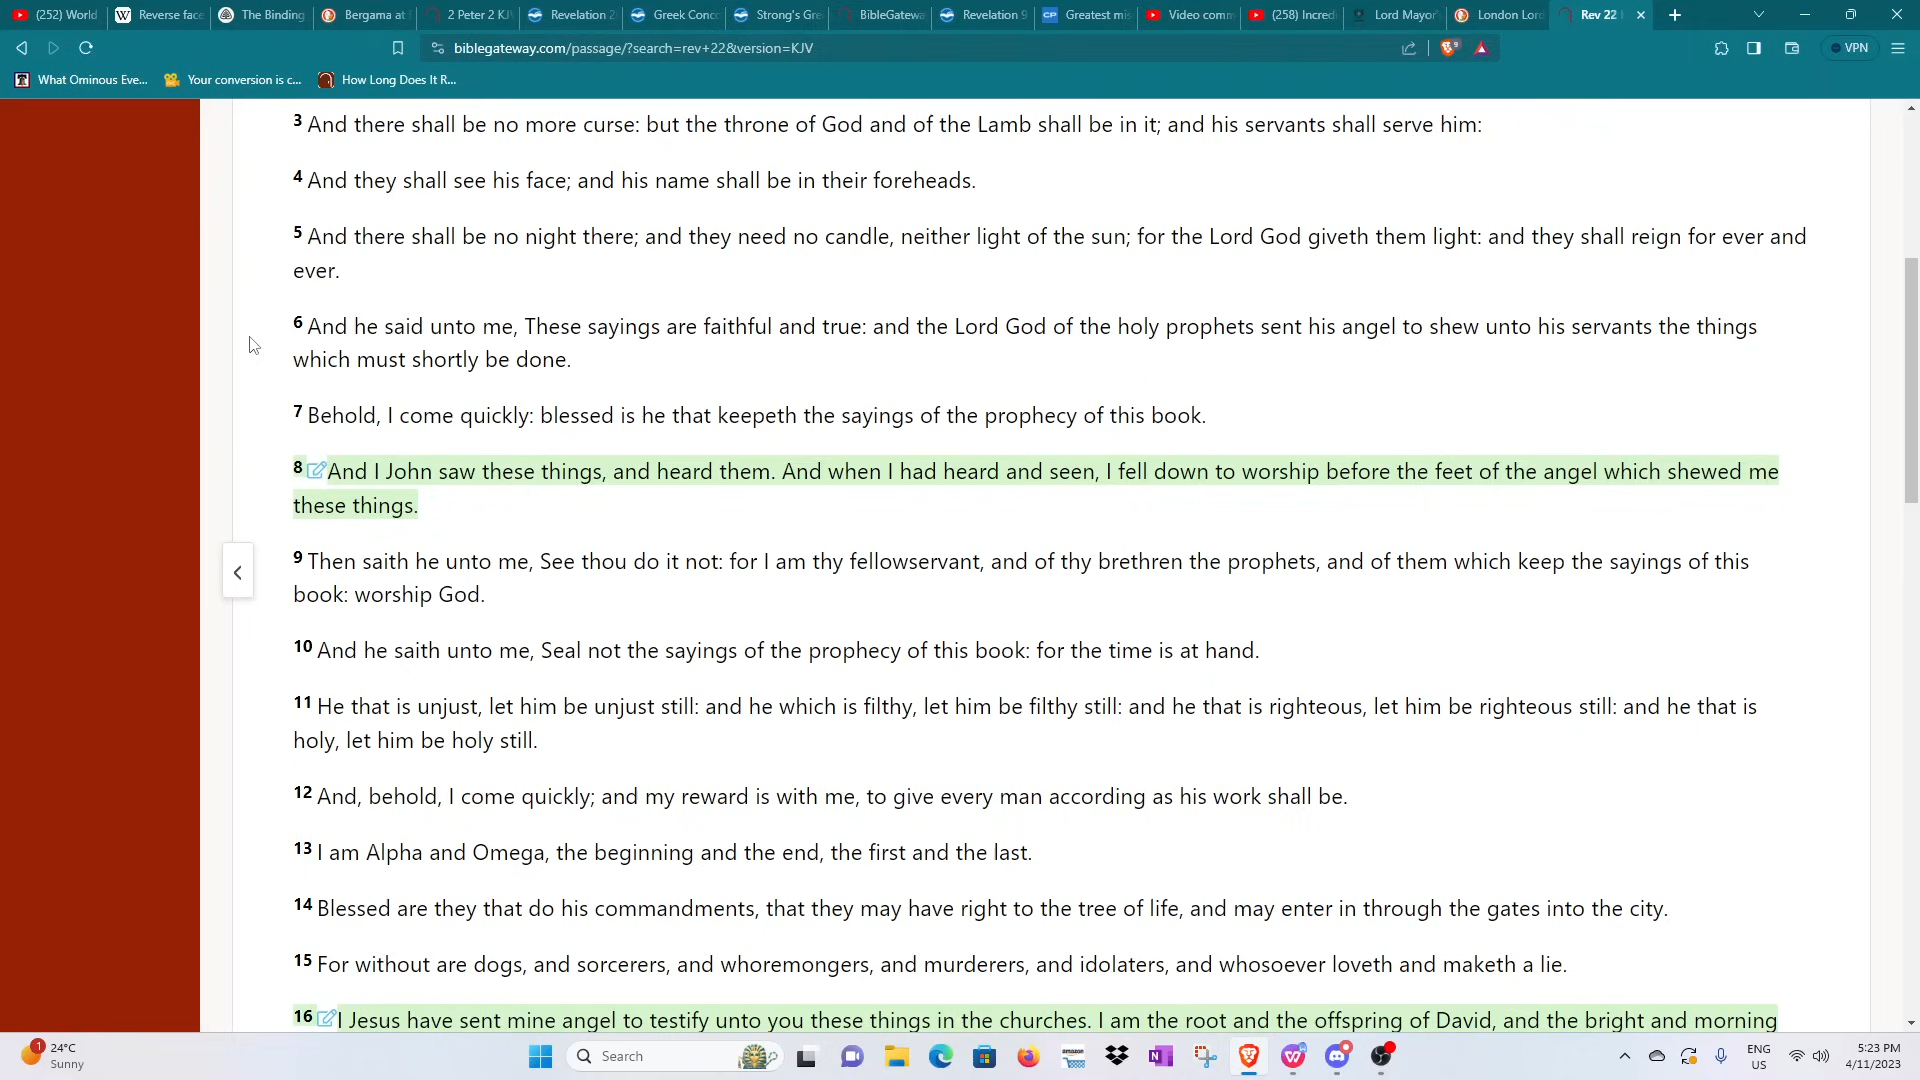 (252) World
Reverse face
The Binding
Bergama at
2 Peter 2 KJ
Revelation 2
Greek Conc
Strong's Gre
BibleGatewa
Revelation 9
Greatest mi
Video comm
(258) Incred
Lord Mayor'
London Lor
Rev 22
biblegateway.com/passage/?search=rev+22&version=KJV
VPN
What Ominous Eve...
Your conversion is c...
How Long Does It R...
3 And there shall be no more curse: but the throne of God and of the Lamb shall be in it; and his servants shall serve him:
4 And they shall see his face; and his name shall be in their foreheads.
5 And there shall be no night there; and they need no candle, neither light of the sun; for the Lord God giveth them light: and they shall reign for ever and
ever.
6 And he said unto me, These sayings are faithful and true: and the Lord God of the holy prophets sent his angel to shew unto his servants the things
which must shortly be done.
7 Behold, I come quickly: blessed is he that keepeth the sayings of the prophecy of this book.
8 And I John saw these things, and heard them. And when I had heard and seen, I fell down to worship before the feet of the angel which shewed me
these things.
9 Then saith he unto me, See thou do it not: for I am thy fellowservant, and of thy brethren the prophets, and of them which keep the sayings of this
book: worship God.
10 And he saith unto me, Seal not the sayings of the prophecy of this book: for the time is at hand.
11 He that is unjust, let him be unjust still: and he which is filthy, let him be filthy still: and he that is righteous, let him be righteous still: and he that is
holy, let him be holy still.
12 And, behold, I come quickly; and my reward is with me, to give every man according as his work shall be.
13 I am Alpha and Omega, the beginning and the end, the first and the last.
14 Blessed are they that do his commandments, that they may have right to the tree of life, and may enter in through the gates into the city.
15 For without are dogs, and sorcerers, and whoremongers, and murderers, and idolaters, and whosoever loveth and maketh a lie.
16 I Jesus have sent mine angel to testify unto you these things in the churches. I am the root and the offspring of David, and the bright and morning
24°C
Sunny
Search
ENG
US
5:23 PM
4/11/2023